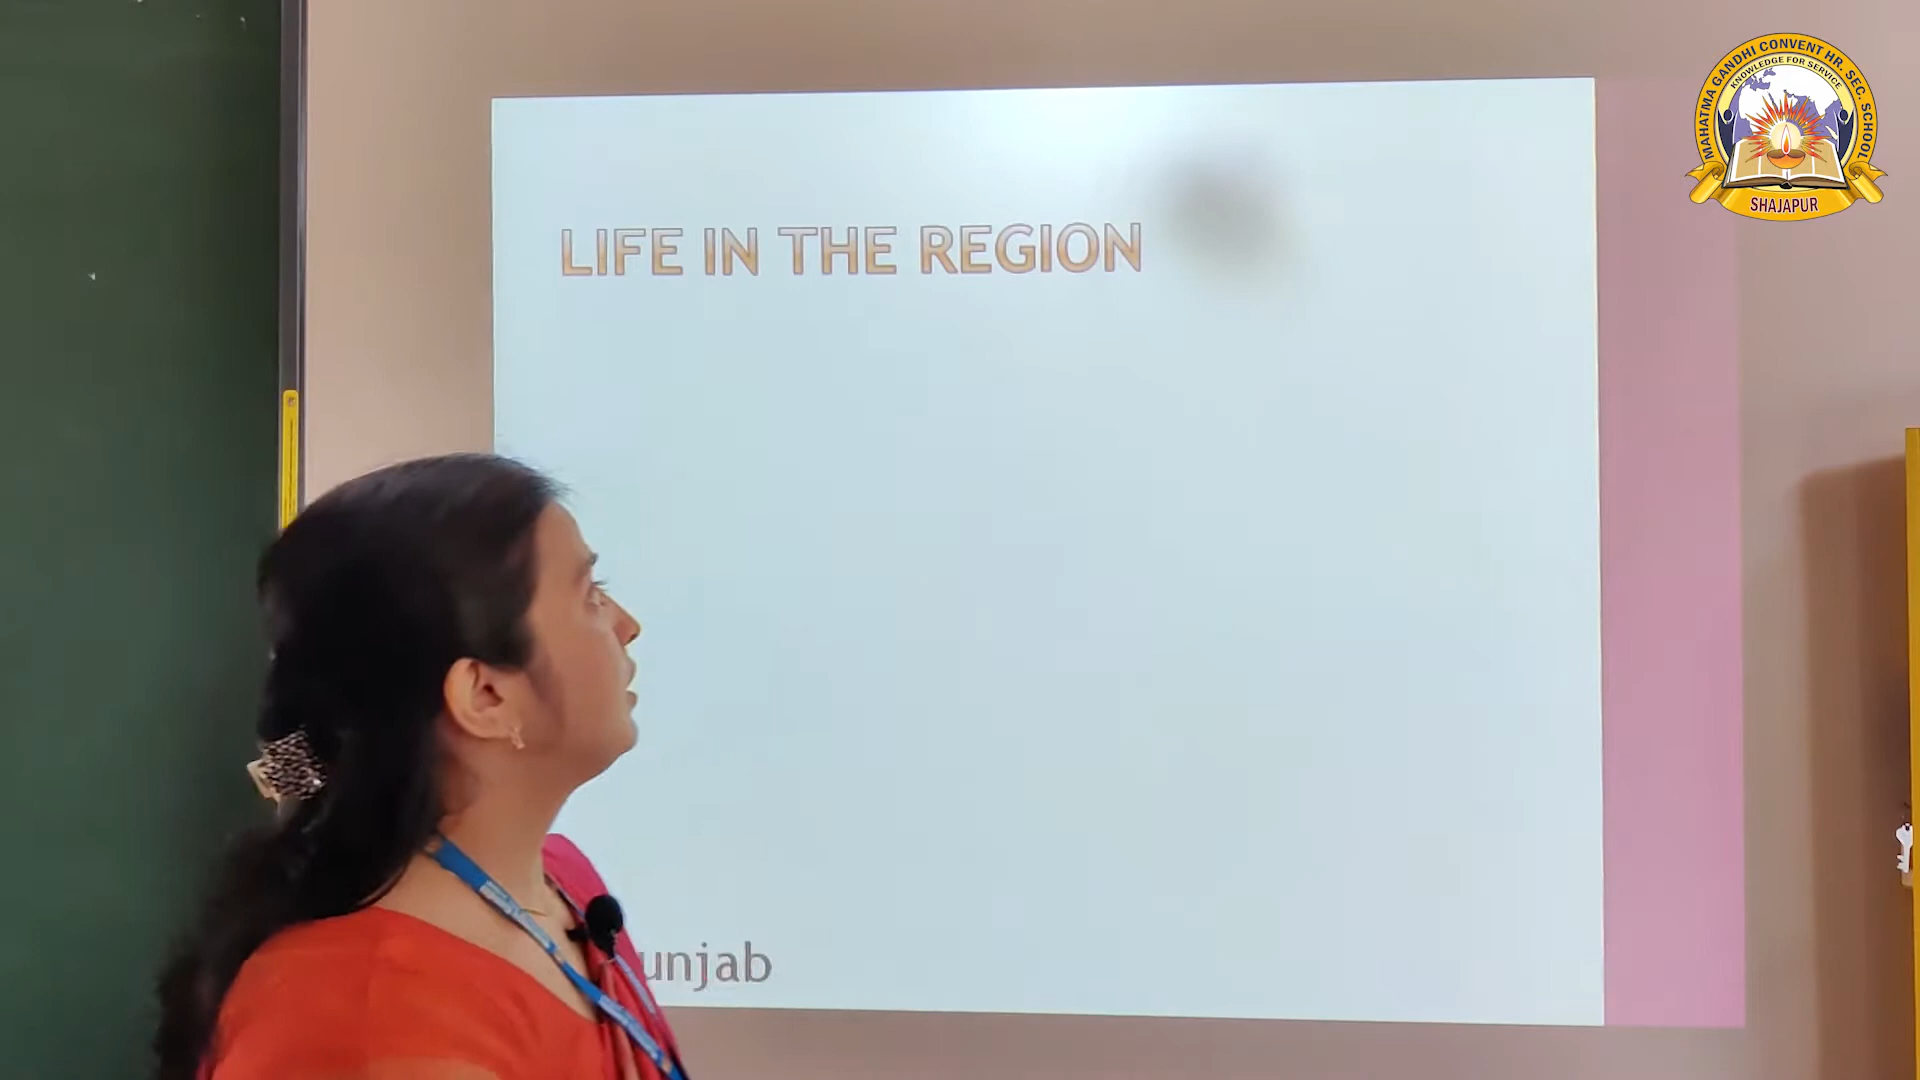 MAHATMA GANDHI CONVENT HR. SEC. SCHOOL
KNOWLEDGE FOR SERVICE
SHAJAPUR
LIFE IN THE REGION
unjab